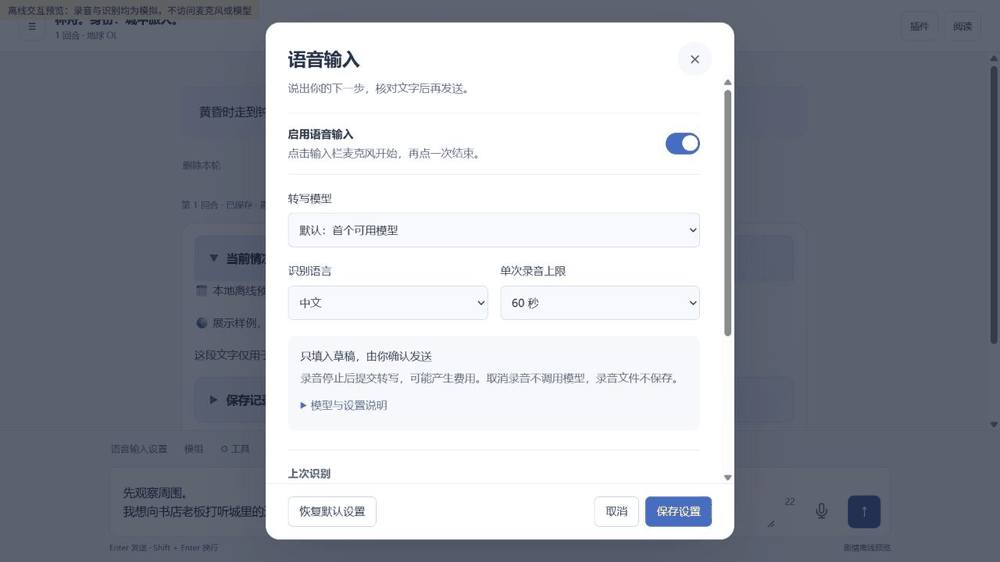 离线交互预览：录音与识别均为模拟，不访问麦克风或模型
1 回合 · 地球 OL
插件
阅读
黄昏时走到钟
删除本轮
第 1 回合 · 已保存 ·
当前情况
本地离线预
展示样例，
这段文字仅用于
保存记录
语音输入
说出你的下一步，核对文字后再发送。
启用语音输入
点击输入栏麦克风开始，再点一次结束。
转写模型
默认：首个可用模型
识别语言
单次录音上限
中文
60 秒
只填入草稿，由你确认发送
录音停止后提交转写，可能产生费用。取消录音不调用模型，录音文件不保存。
模型与设置说明
上次识别
恢复默认设置
取消
保存设置
语音输入设置
模组
工具
先观察周围。
我想向书店老板打听城里的
22
Enter 发送 · Shift + Enter 换行